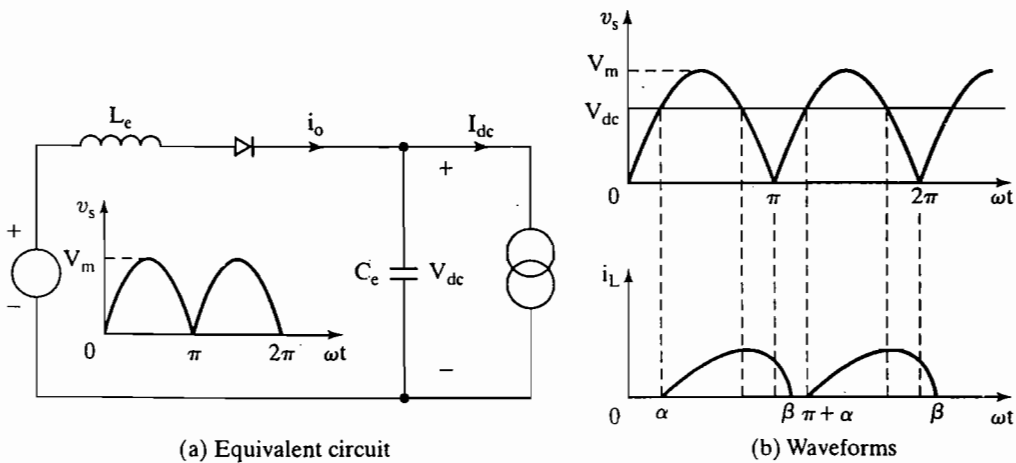 L_e
i_o
I_dc
+
v_s
V_m
+
−
0
π
2π
ωt
C_e
V_dc
−
(a) Equivalent circuit
v_s
V_m
V_dc
0
π
2π
ωt
i_L
0
α
β
π + α
β
ωt
(b) Waveforms